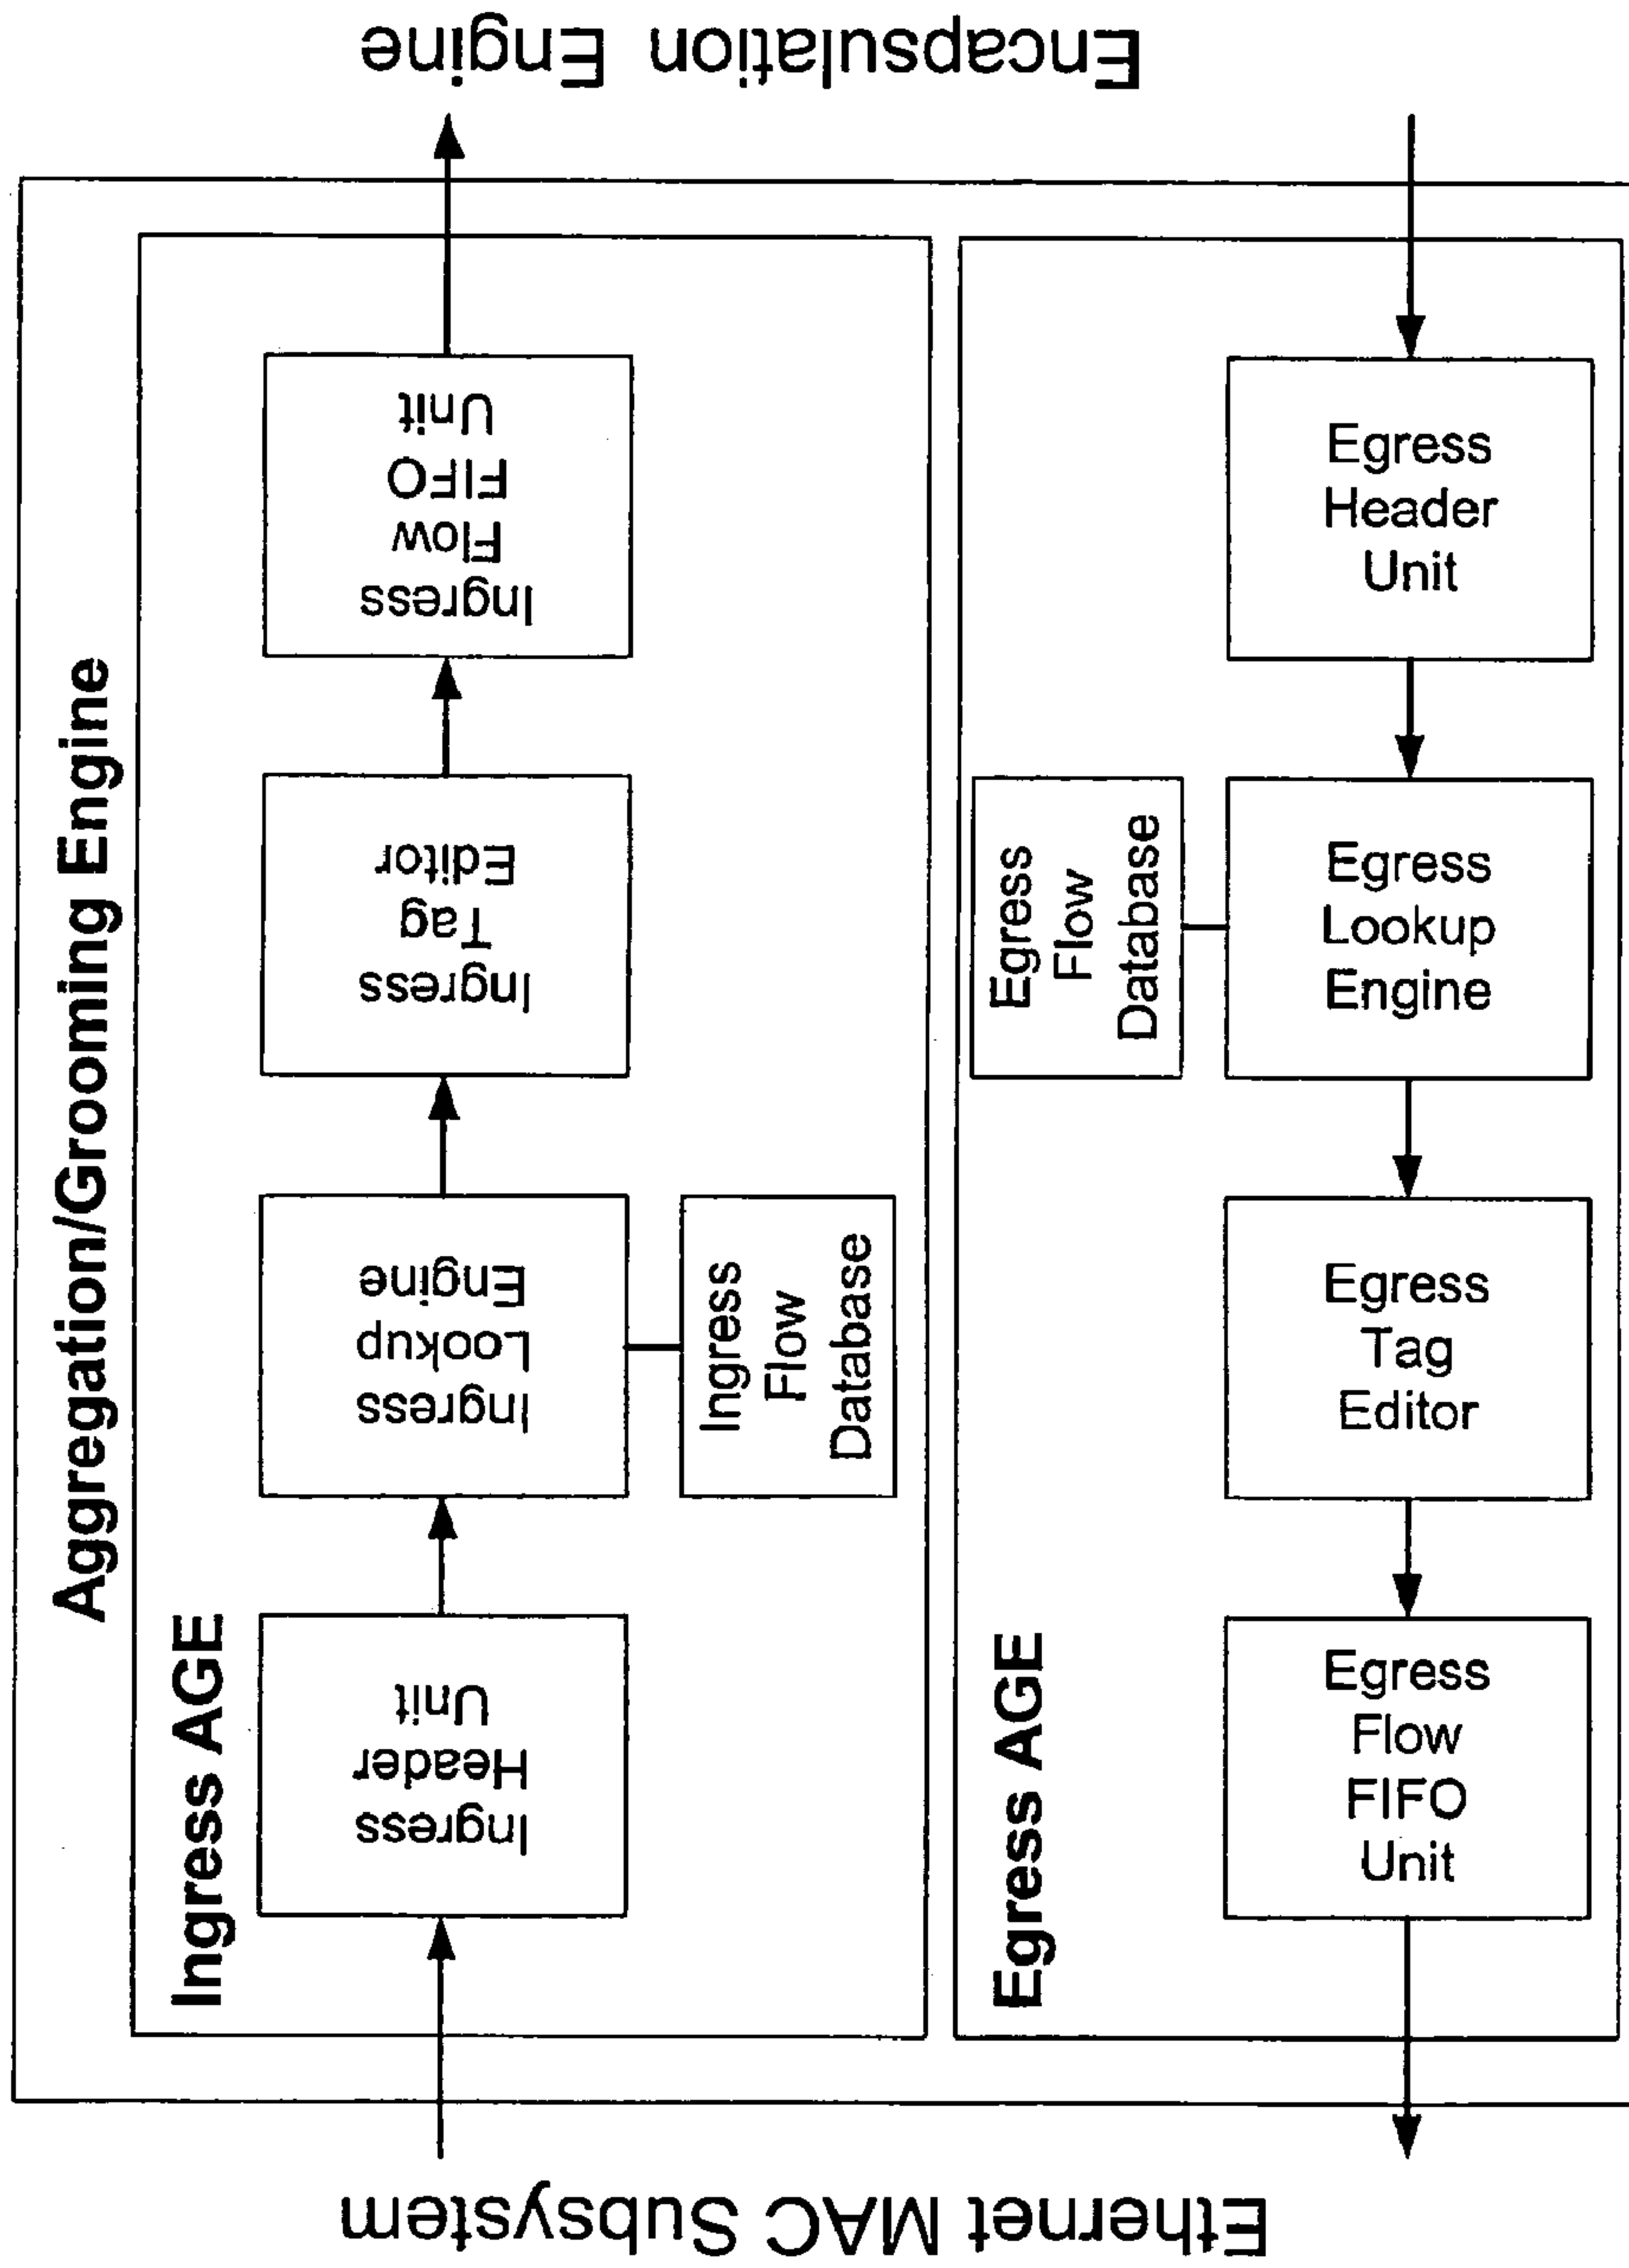 Aggregation/Grooming Engine
Ethernet MAC Subsystem
Encapsulation Engine
Ingress AGE
Ingress
Header
Unit
Ingress
Lookup
Engine
Ingress
Flow
Database
Ingress
Tag
Editor
Ingress
Flow
FIFO
Unit
Egress AGE
Egress
Flow
FIFO
Unit
Egress
Tag
Editor
Egress
Flow
Database
Egress
Lookup
Engine
Egress
Header
Unit